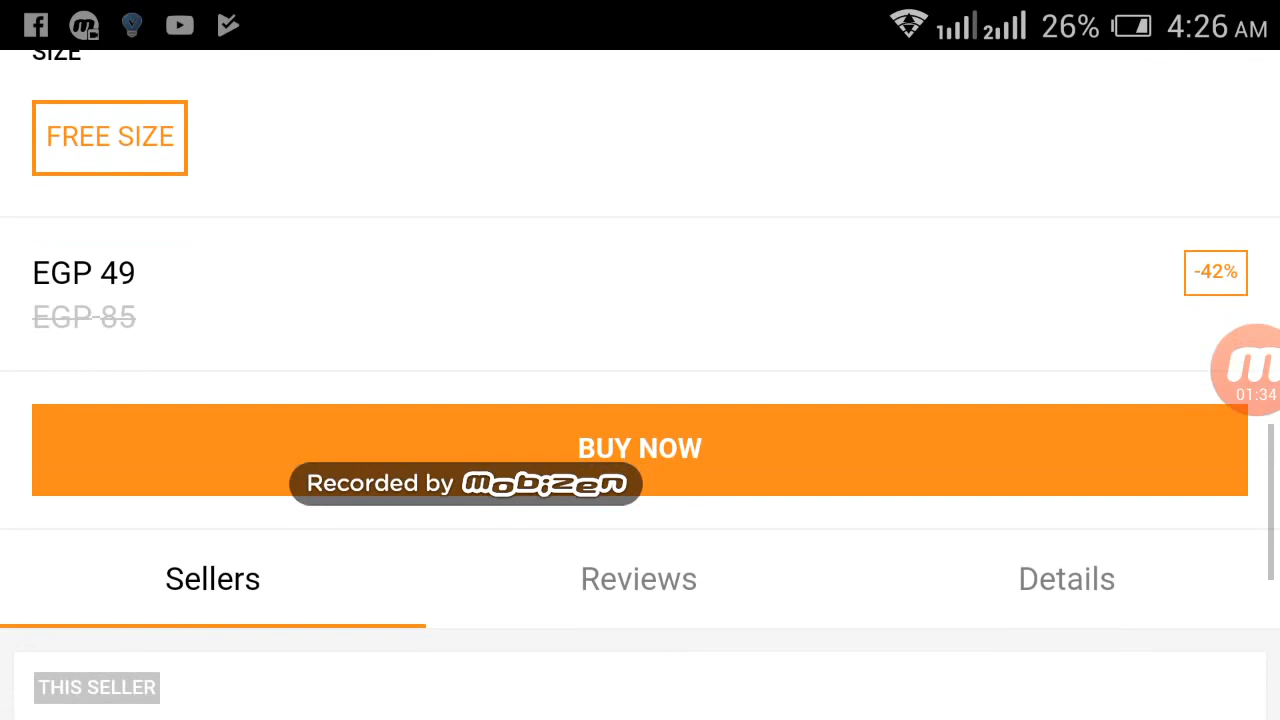 26% 4:26 AM
SIZE
FREE SIZE
EGP 49
-42%
EGP 85
01:34
BUY NOW
Recorded by mobizen
Sellers Reviews Details
THIS SELLER